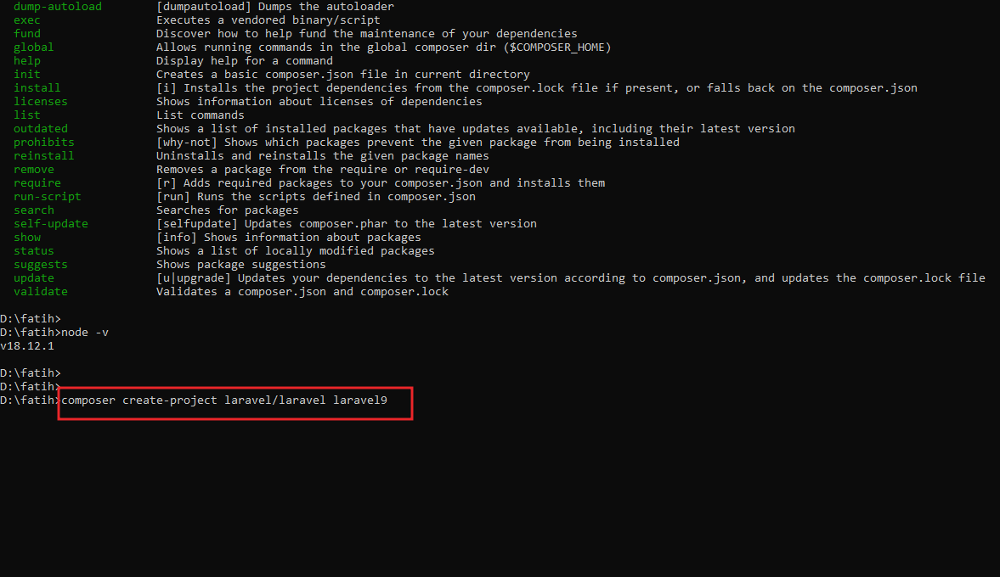 dump-autoload [dumpautoload] Dumps the autoloader
exec Executes a vendored binary/script
fund Discover how to help fund the maintenance of your dependencies
global Allows running commands in the global composer dir ($COMPOSER_HOME)
help Display help for a command
init Creates a basic composer.json file in current directory
install [i] Installs the project dependencies from the composer.lock file if present, or falls back on the composer.json
licenses Shows information about licenses of dependencies
list List commands
outdated Shows a list of installed packages that have updates available, including their latest version
prohibits [why-not] Shows which packages prevent the given package from being installed
reinstall Uninstalls and reinstalls the given package names
remove Removes a package from the require or require-dev
require [r] Adds required packages to your composer.json and installs them
run-script [run] Runs the scripts defined in composer.json
search Searches for packages
self-update [selfupdate] Updates composer.phar to the latest version
show [info] Shows information about packages
status Shows a list of locally modified packages
suggests Shows package suggestions
update [u|upgrade] Updates your dependencies to the latest version according to composer.json, and updates the composer.lock file
validate Validates a composer.json and composer.lock
D:\fatih>
D:\fatih>node -v
v18.12.1
D:\fatih>
D:\fatih>
D:\fatih>composer create-project laravel/laravel laravel9